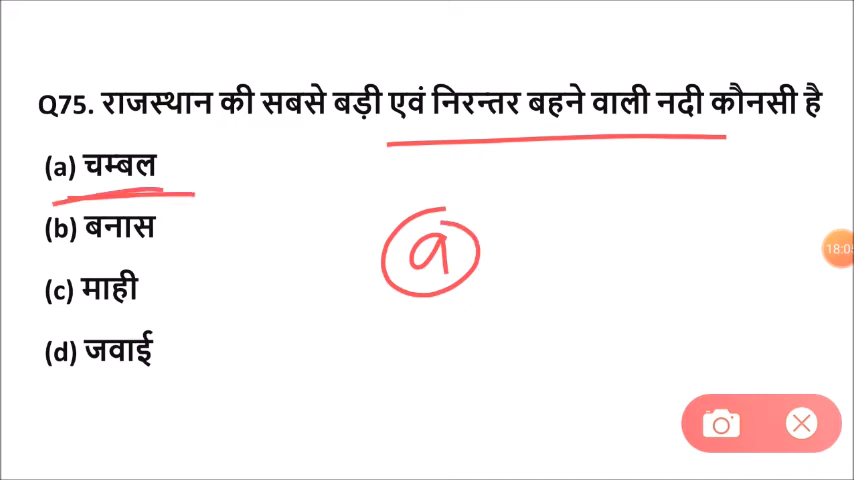 Q75. राजस्थान की सबसे बड़ी एवं निरन्तर बहने वाली नदी कौनसी है
(a) चम्बल
(b) बनास
a
(c) माही
(d) जवाई